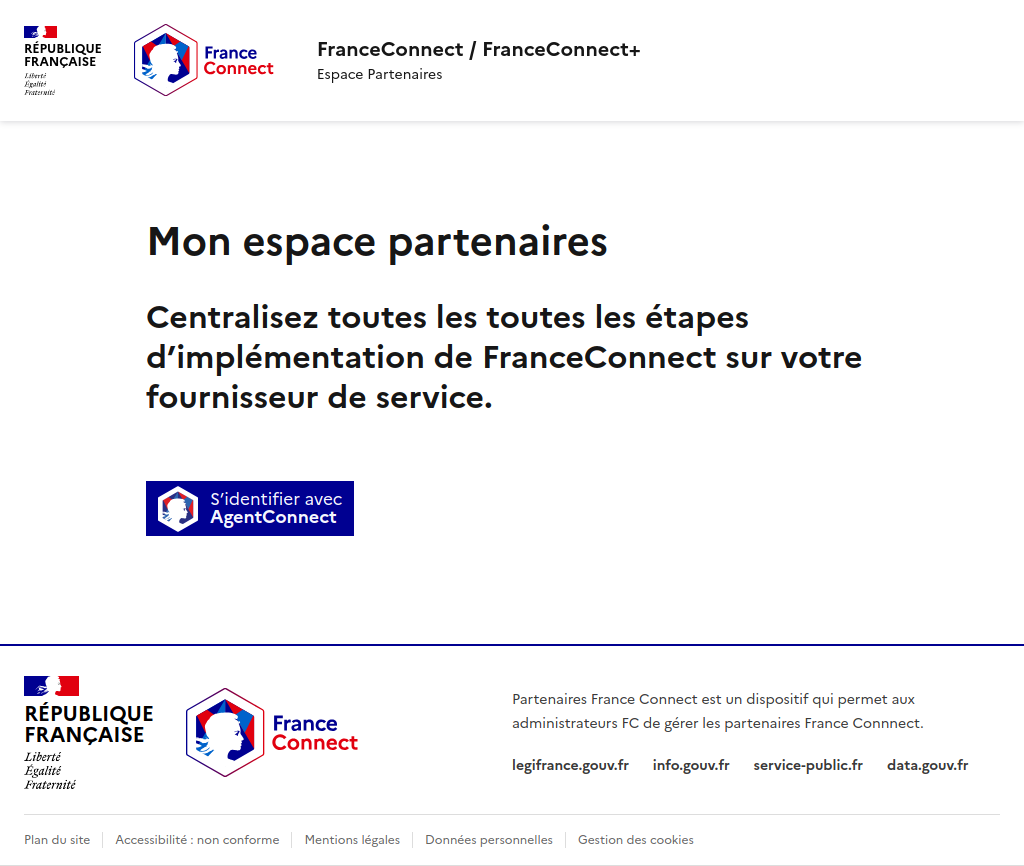 RÉPUBLIQUE
FRANÇAISE
Liberté
Égalité
Fraternité
France
Connect
FranceConnect / FranceConnect+
Espace Partenaires
Mon espace partenaires
Centralisez toutes les toutes les étapes
d’implémentation de FranceConnect sur votre
fournisseur de service.
S’identifier avec
AgentConnect
RÉPUBLIQUE
FRANÇAISE
Liberté
Égalité
Fraternité
France
Connect
Partenaires France Connect est un dispositif qui permet aux
administrateurs FC de gérer les partenaires France Connnect.
legifrance.gouv.fr info.gouv.fr service-public.fr data.gouv.fr
Plan du site Accessibilité : non conforme Mentions légales Données personnelles Gestion des cookies